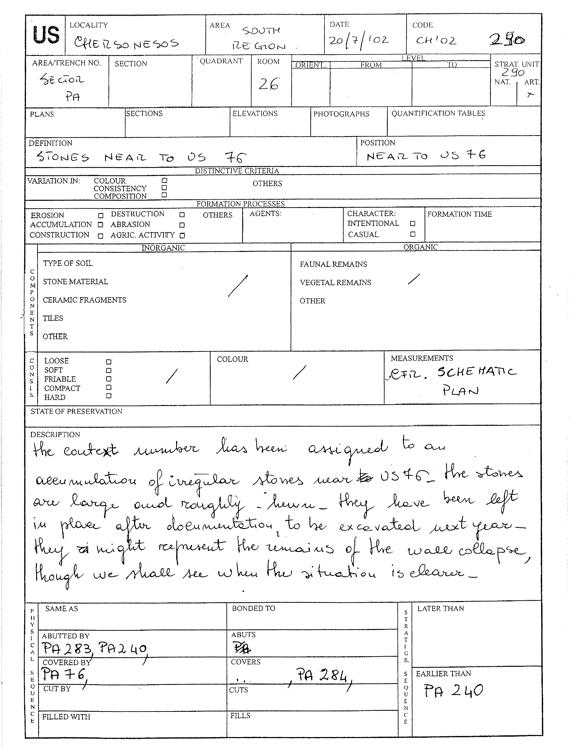 US
LOCALITY
CHERSONESOS
AREA SOUTH
REGION
DATE
20/7/'02
CODE
CH'02 290
AREA/TRENCH NO.
SECTOR
PA
SECTION
QUADRANT
ROOM
26
LEVEL
ORIENT. FROM TO
STRAT. UNIT
290
NAT. ART.
+
PLANS SECTIONS ELEVATIONS PHOTOGRAPHS QUANTIFICATION TABLES
DEFINITION
STONES NEAR TO US 76
POSITION
NEAR TO US 76
DISTINCTIVE CRITERIA
VARIATION IN: COLOUR
CONSISTENCY
COMPOSITION
OTHERS
FORMATION PROCESSES
EROSION DESTRUCTION OTHERS
ACCUMULATION ABRASION
CONSTRUCTION AGRIC. ACTIVITY
AGENTS:
CHARACTER:
INTENTIONAL
CASUAL
FORMATION TIME
COMPONENTS
INORGANIC
TYPE OF SOIL
STONE MATERIAL
CERAMIC FRAGMENTS
TILES
OTHER
/
ORGANIC
FAUNAL REMAINS
VEGETAL REMAINS
OTHER
/
CONSIS.
LOOSE
SOFT
FRIABLE
COMPACT
HARD
/
COLOUR
/
MEASUREMENTS
CFR. SCHEMATIC
PLAN
STATE OF PRESERVATION
DESCRIPTION
the context number has been assigned to an
accumulation of irregular stones near to US 76 - the stones
are large and roughly - hewn - they have been left
in place after documentation, to be excavated next year -
they might represent the remains of the wall collapse,
though we shall see when the situation is clearer -
PHYSICAL SEQUENCE
SAME AS
BONDED TO
ABUTTED BY
PA 283, PA 240,
ABUTS
PA
COVERED BY
PA 76,
COVERS
... , PA 284,
CUT BY
CUTS
FILLED WITH
FILLS
STRATIGR. SEQUENCE
LATER THAN
EARLIER THAN
PA 240